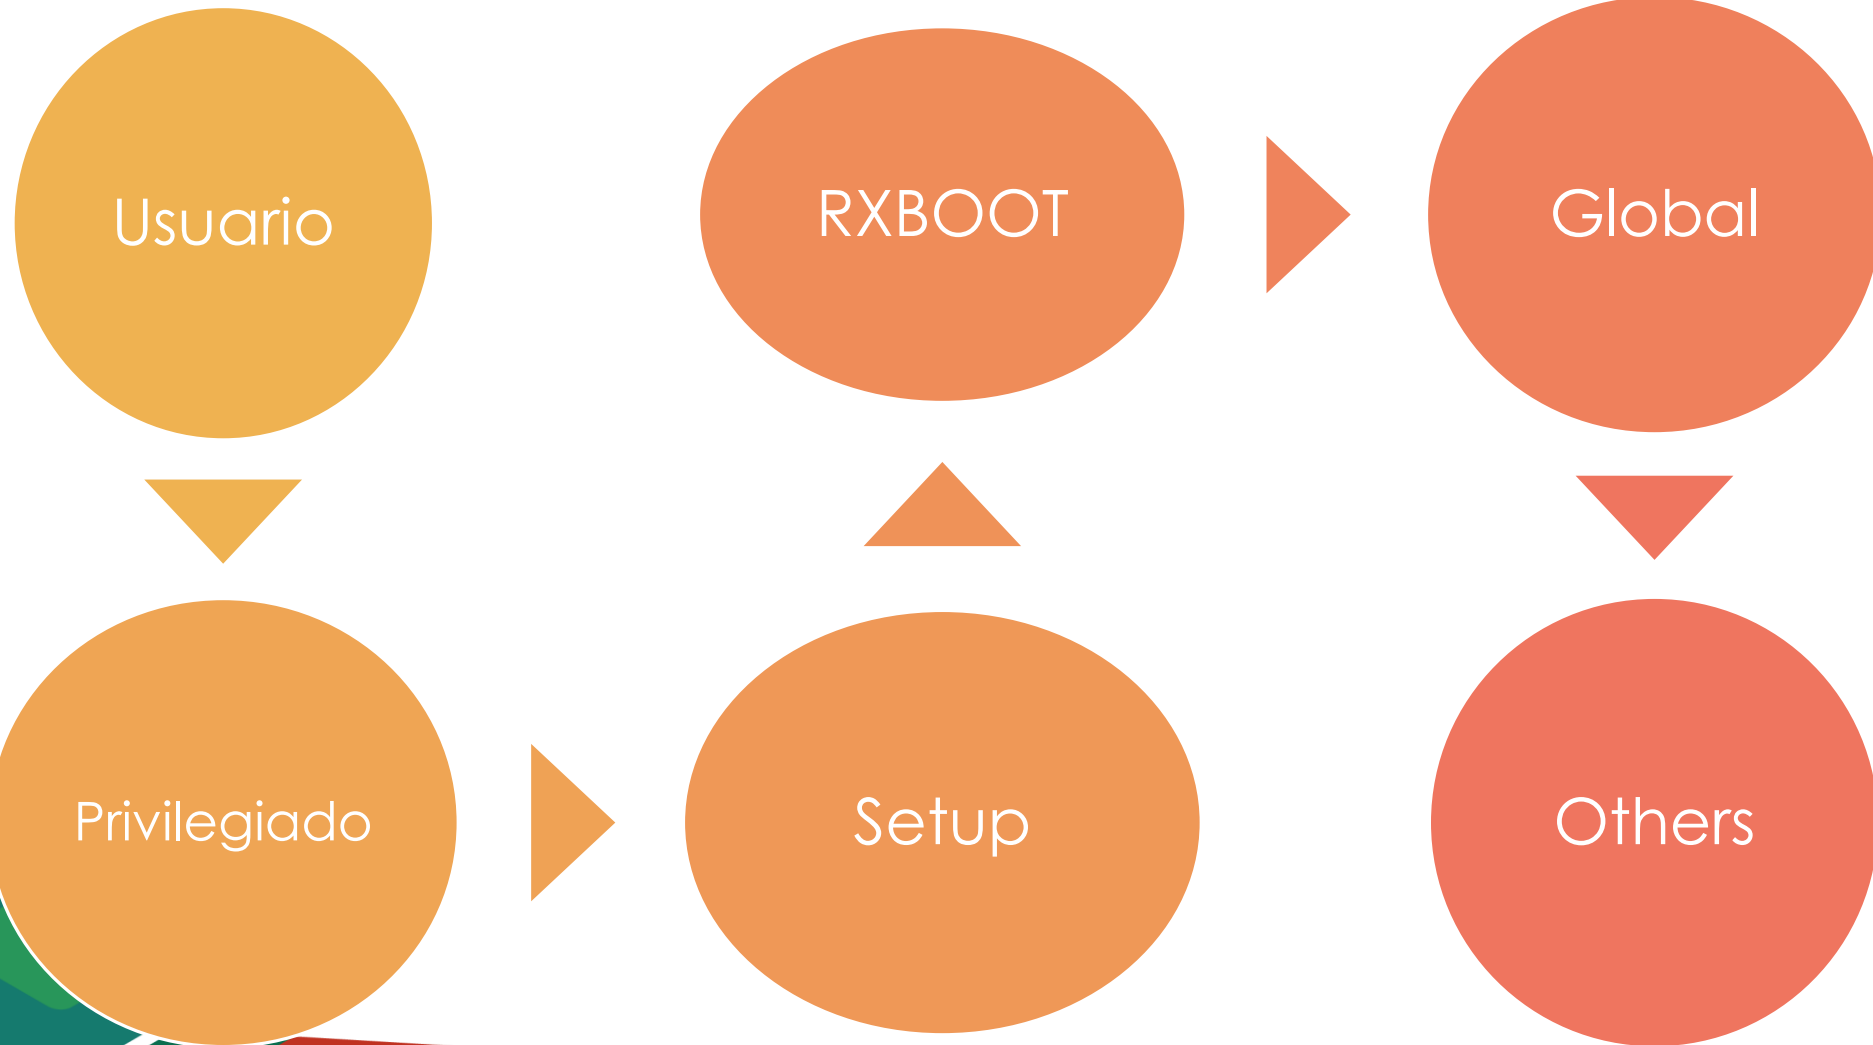 Usuario
Privilegiado
Setup
RXBOOT
Global
Others